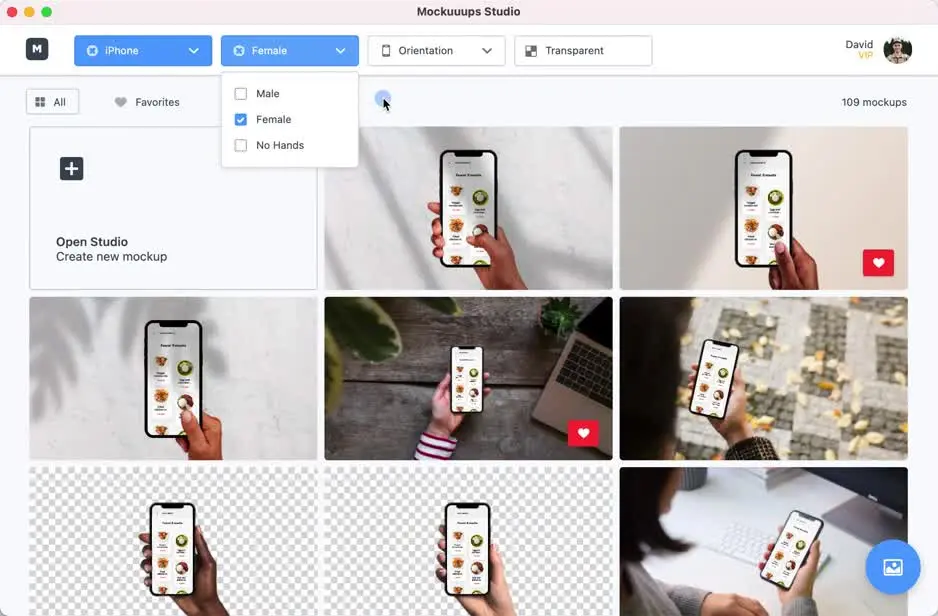 Mockuuups Studio
M
iPhone
Female
Orientation
Transparent
David
VIP
All
Favorites
109 mockups
Male
Female
No Hands
Open Studio
Create new mockup